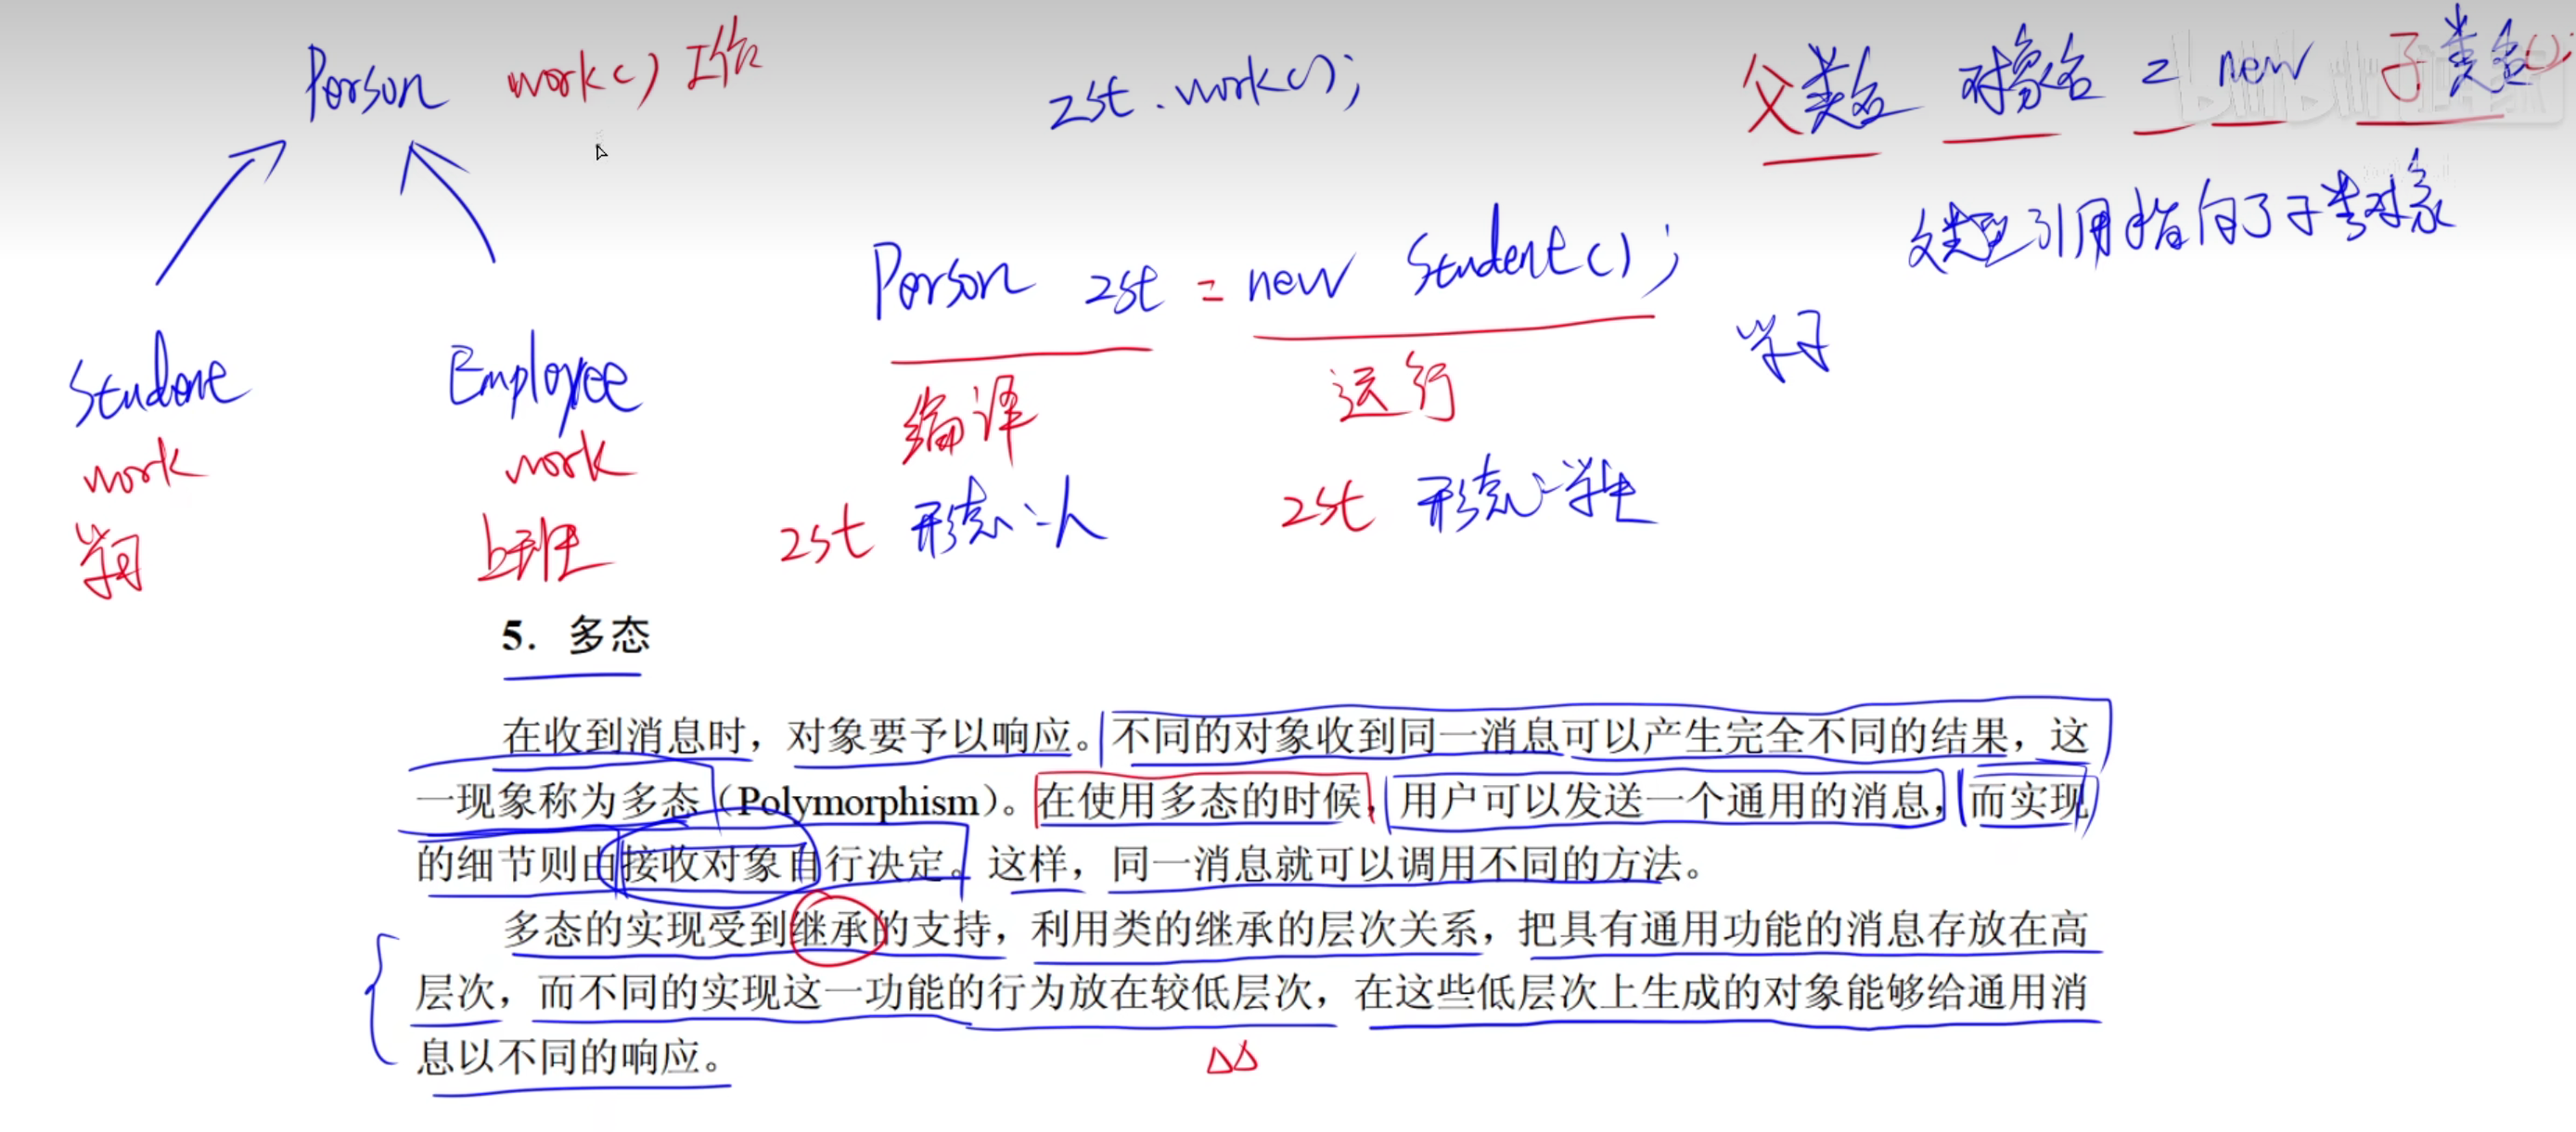 Person work() 工作
zst.work();
父类名 对象名 = new 子类名();
父类型引用指向了子类对象
Person zst = new Student();
Student Employee
编译 运行
work work
学习 上班
zst 形态:人 zst 形态:学生
5. 多态
在收到消息时，对象要予以响应。不同的对象收到同一消息可以产生完全不同的结果，这
一现象称为多态（Polymorphism）。在使用多态的时候，用户可以发送一个通用的消息，而实现
的细节则由接收对象自行决定。这样，同一消息就可以调用不同的方法。
多态的实现受到继承的支持，利用类的继承的层次关系，把具有通用功能的消息存放在高
层次，而不同的实现这一功能的行为放在较低层次，在这些低层次上生成的对象能够给通用消
息以不同的响应。